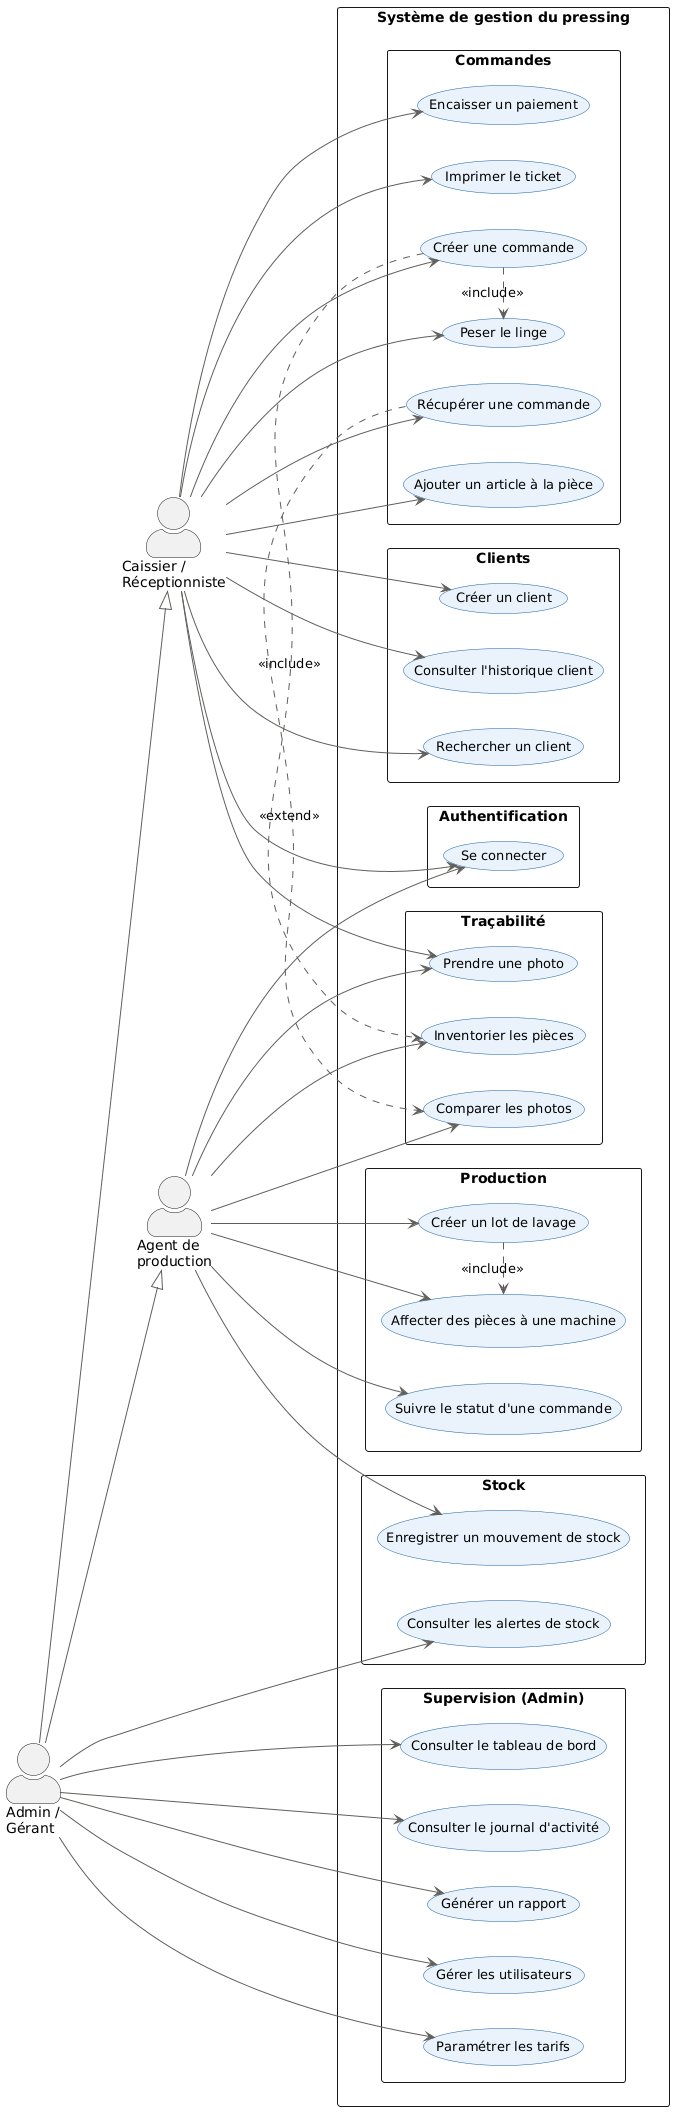 Système de gestion du pressing
Commandes
Encaisser un paiement
Imprimer le ticket
Créer une commande
«include»
Peser le linge
Récupérer une commande
Ajouter un article à la pièce
Caissier /
Réceptionniste
Clients
Créer un client
Consulter l'historique client
Rechercher un client
«include»
«extend»
Authentification
Se connecter
Traçabilité
Prendre une photo
Inventorier les pièces
Comparer les photos
Agent de
production
Production
Créer un lot de lavage
«include»
Affecter des pièces à une machine
Suivre le statut d'une commande
Stock
Enregistrer un mouvement de stock
Consulter les alertes de stock
Supervision (Admin)
Consulter le tableau de bord
Admin /
Gérant
Consulter le journal d'activité
Générer un rapport
Gérer les utilisateurs
Paramétrer les tarifs